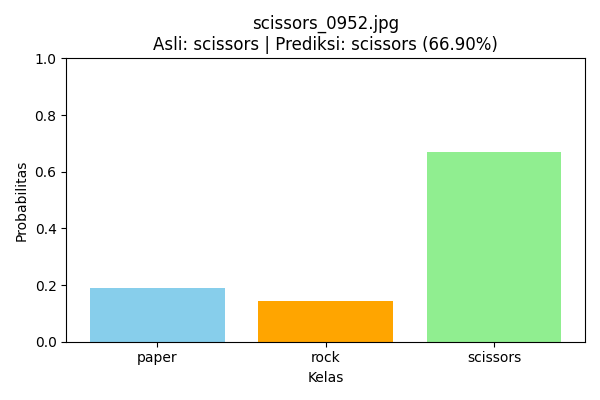 scissors_0952.jpg
Asli: scissors | Prediksi: scissors (66.90%)
1.0
0.8
0.6
0.4
0.2
0.0
Probabilitas
paper rock scissors
Kelas